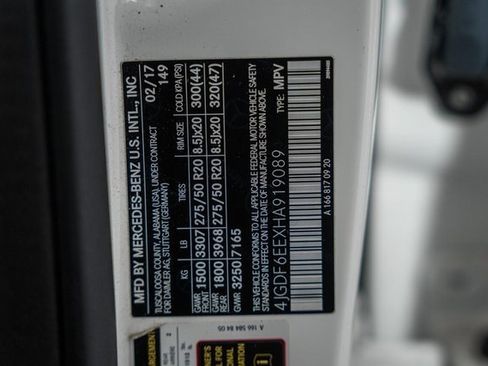 MFD BY MERCEDES-BENZ U.S. INTL., INC
TUSCALOOSA COUNTY, ALABAMA (USA), UNDER CONTRACT
FOR DAIMLER AG, STUTTGART (GERMANY)
02/17
149
KG LB RIM SIZE COLD KPA(PSI)
GAWR FRONT 1500 3307 275/50 R20 8.5Jx20 300(44)
GAWR REAR 1800 3968 275/50 R20 8.5Jx20 320(47)
GVWR 3250 7165
THIS VEHICLE CONFORMS TO ALL APPLICABLE FEDERAL MOTOR VEHICLE SAFETY
STANDARDS IN EFFECT ON THE DATE OF MANUFACTURE SHOWN ABOVE.
4JGDF6EEXHA919089 TYPE: MPV
A 166 817 09 20
A 166 584 84 05